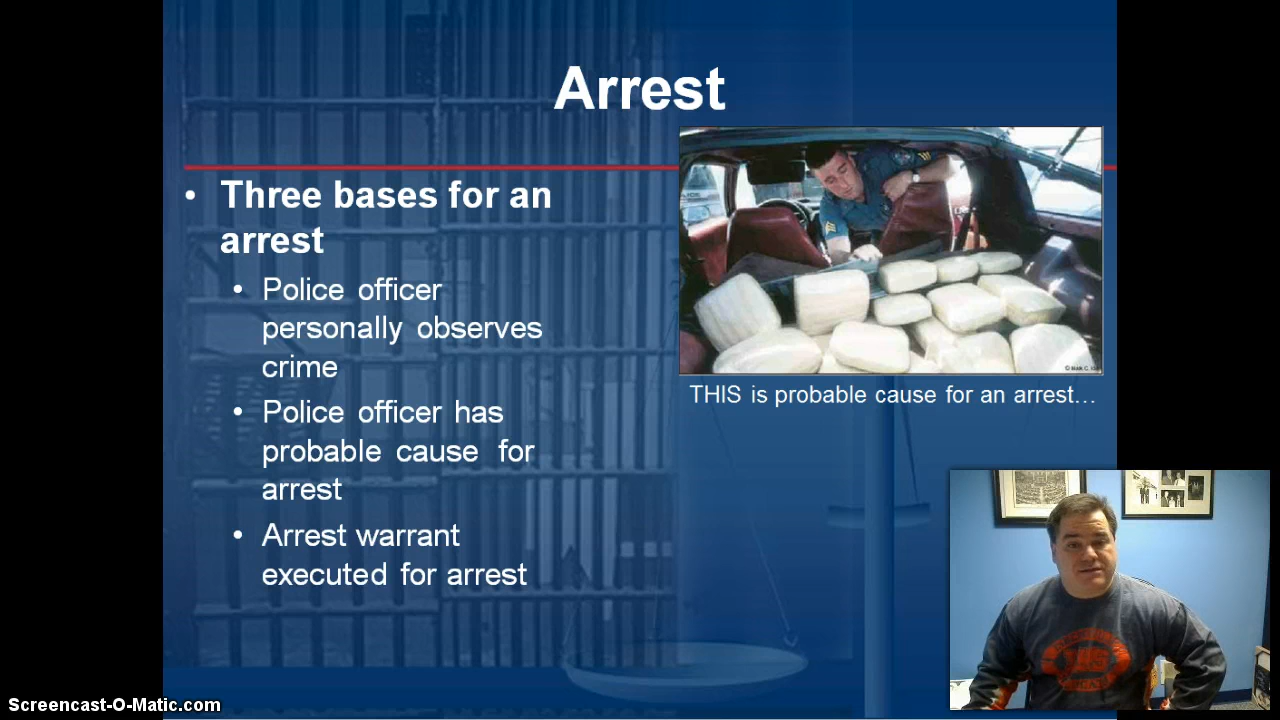 Arrest
• Three bases for an
arrest
• Police officer
personally observes
crime
• Police officer has
probable cause for
arrest
• Arrest warrant
executed for arrest
THIS is probable cause for an arrest…
Screencast-O-Matic.com